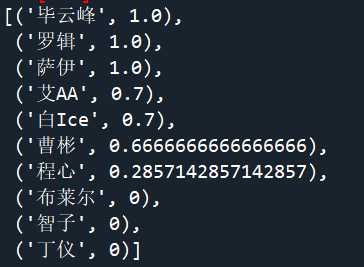 [('毕云峰', 1.0),
('罗辑', 1.0),
('萨伊', 1.0),
('艾AA', 0.7),
('白Ice', 0.7),
('曹彬', 0.6666666666666666),
('程心', 0.2857142857142857),
('布莱尔', 0),
('智子', 0),
('丁仪', 0)]